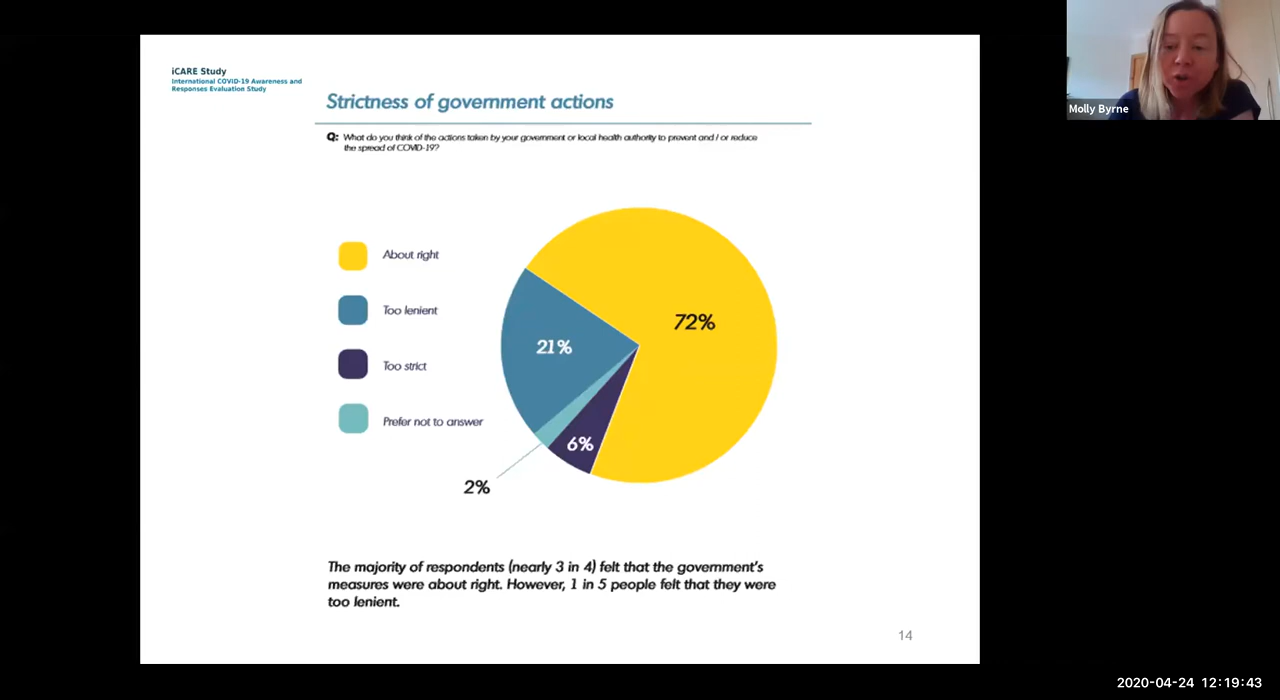 iCARE Study
International COVID-19 Awareness and
Responses Evaluation Study
Strictness of government actions
Q: What do you think of the actions taken by your government or local health authority to prevent and / or reduce
the spread of COVID-19?
About right
Too lenient
Too strict
Prefer not to answer
72%
21%
6%
2%
The majority of respondents (nearly 3 in 4) felt that the government's
measures were about right. However, 1 in 5 people felt that they were
too lenient.
14
Molly Byrne
2020-04-24 12:19:43